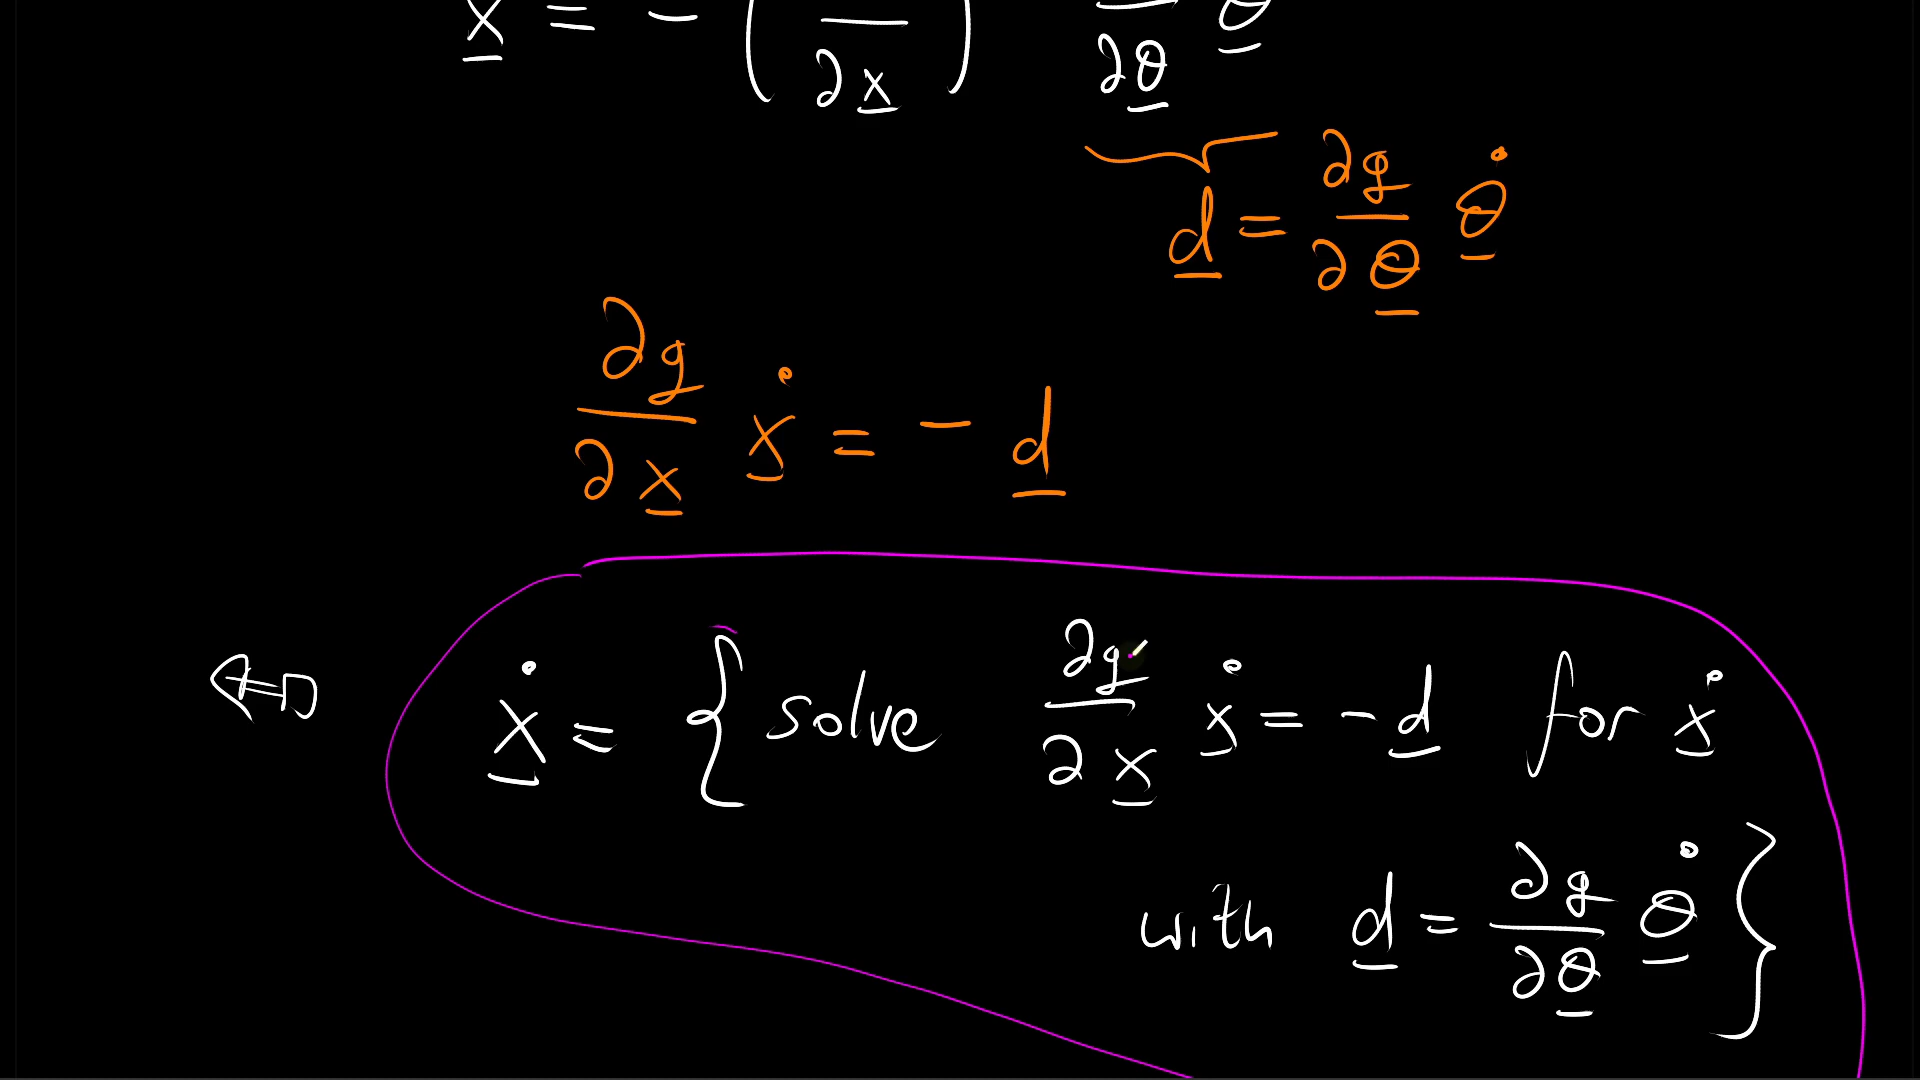 x = - ( / ∂x ) / ∂θ θ
d = ∂g/∂θ θ̇
∂g/∂x ẋ = - d
⇔ ẋ = { solve ∂g/∂x ẋ = - d for ẋ
with d = ∂g/∂θ θ̇ }